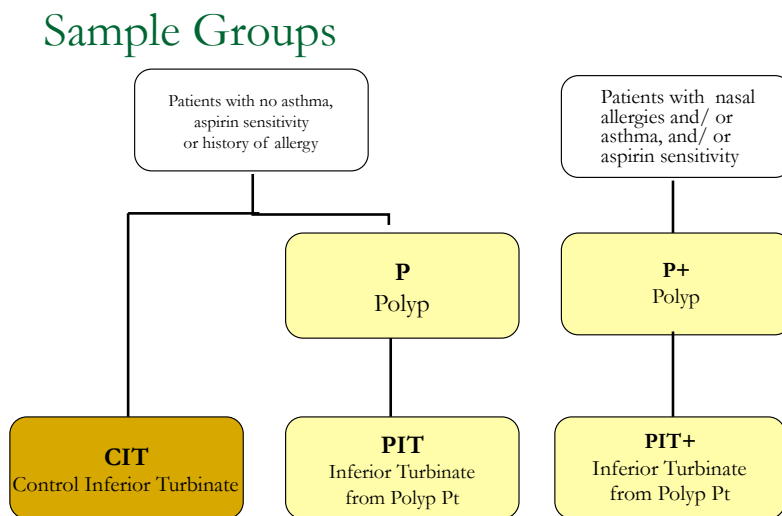 Sample Groups
Patients with no asthma,
aspirin sensitivity
or history of allergy
Patients with nasal
allergies and/ or
asthma, and/ or
aspirin sensitivity
P
Polyp
P+
Polyp
CIT
Control Inferior Turbinate
PIT
Inferior Turbinate
from Polyp Pt
PIT+
Inferior Turbinate
from Polyp Pt